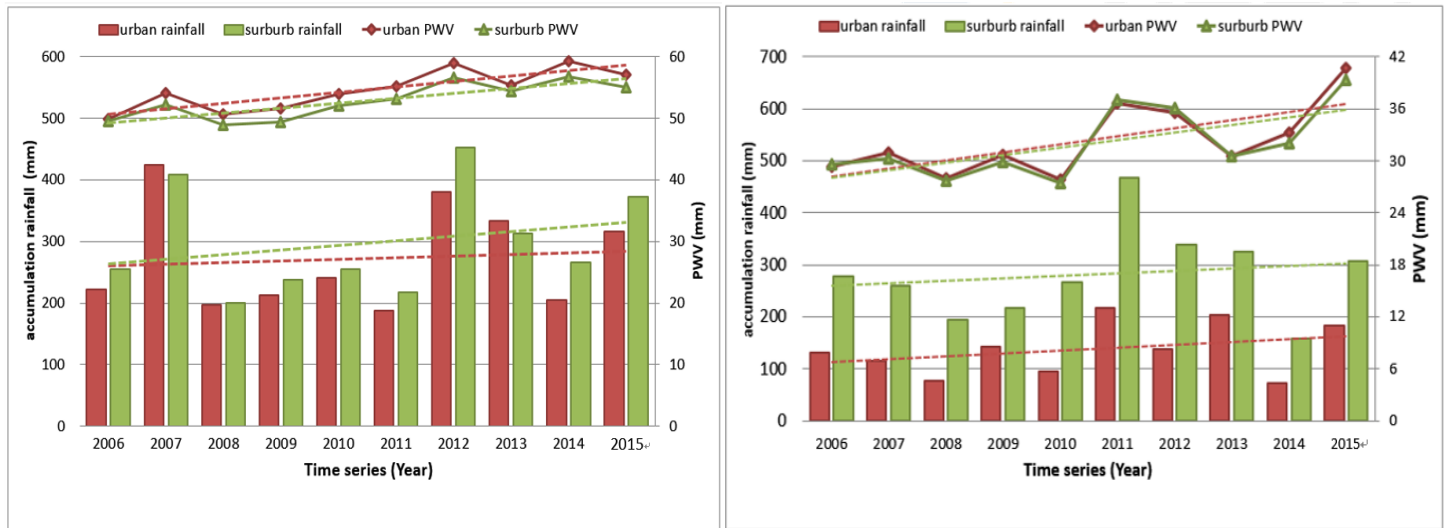 urban rainfall surburb rainfall urban PWV surburb PWV
600 60
500 50
400 40
300 30
200 20
100 10
0 0
accumulation rainfall (mm)
PWV (mm)
2006 2007 2008 2009 2010 2011 2012 2013 2014 2015↵
Time series (Year)
urban rainfall surburb rainfall urban PWV surburb PWV
700 42
600 36
500 30
400 24
300 18
200 12
100 6
0 0
accumulation rainfall (mm)
PWV (mm)
2006 2007 2008 2009 2010 2011 2012 2013 2014 2015↵
Time series (Year)